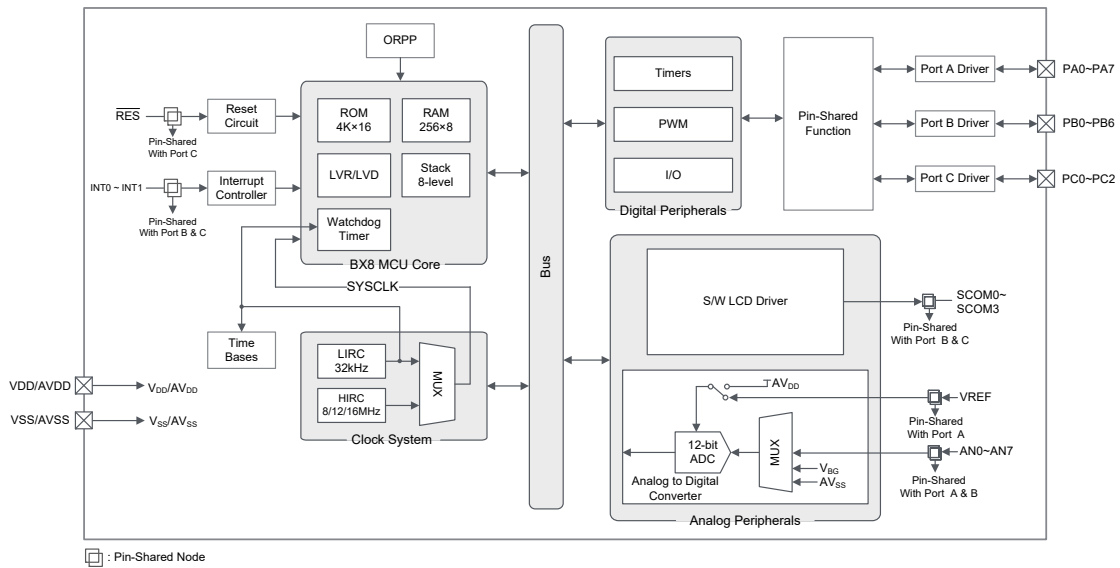 ORPP
RES
Pin-Shared
With Port C
Reset
Circuit
INT0 ~ INT1
Pin-Shared
With Port B & C
Interrupt
Controller
ROM
4K×16
RAM
256×8
LVR/LVD
Stack
8-level
Watchdog
Timer
BX8 MCU Core
SYSCLK
Time
Bases
LIRC
32kHz
HIRC
8/12/16MHz
MUX
Clock System
VDD/AVDD
VDD/AVDD
VSS/AVSS
VSS/AVSS
Bus
Timers
PWM
I/O
Digital Peripherals
Pin-Shared
Function
Port A Driver
PA0~PA7
Port B Driver
PB0~PB6
Port C Driver
PC0~PC2
S/W LCD Driver
SCOM0~
SCOM3
Pin-Shared
With Port B & C
AVDD
VREF
Pin-Shared
With Port A
12-bit
ADC
MUX
AN0~AN7
VBG
AVSS
Pin-Shared
With Port A & B
Analog to Digital
Converter
Analog Peripherals
: Pin-Shared Node